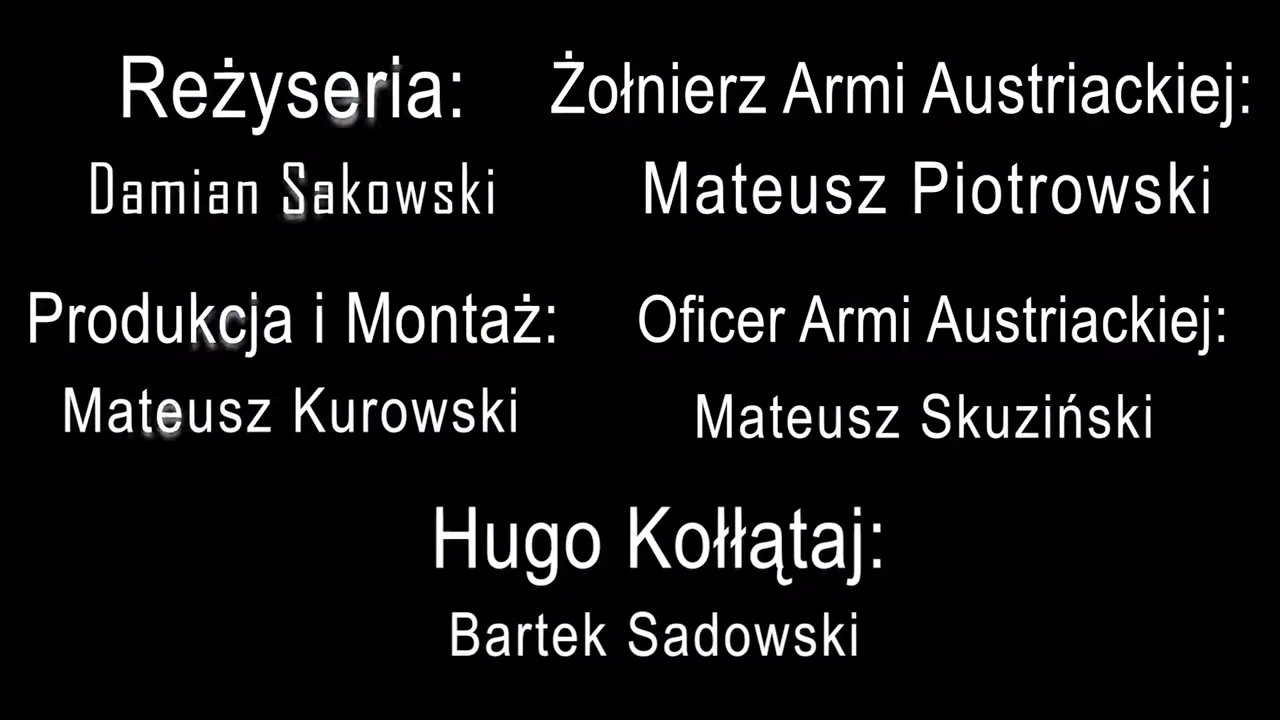 Reżyseria:
Damian Sakowski
Żołnierz Armi Austriackiej:
Mateusz Piotrowski
Produkcja i Montaż:
Mateusz Kurowski
Oficer Armi Austriackiej:
Mateusz Skuziński
Hugo Kołłątaj:
Bartek Sadowski